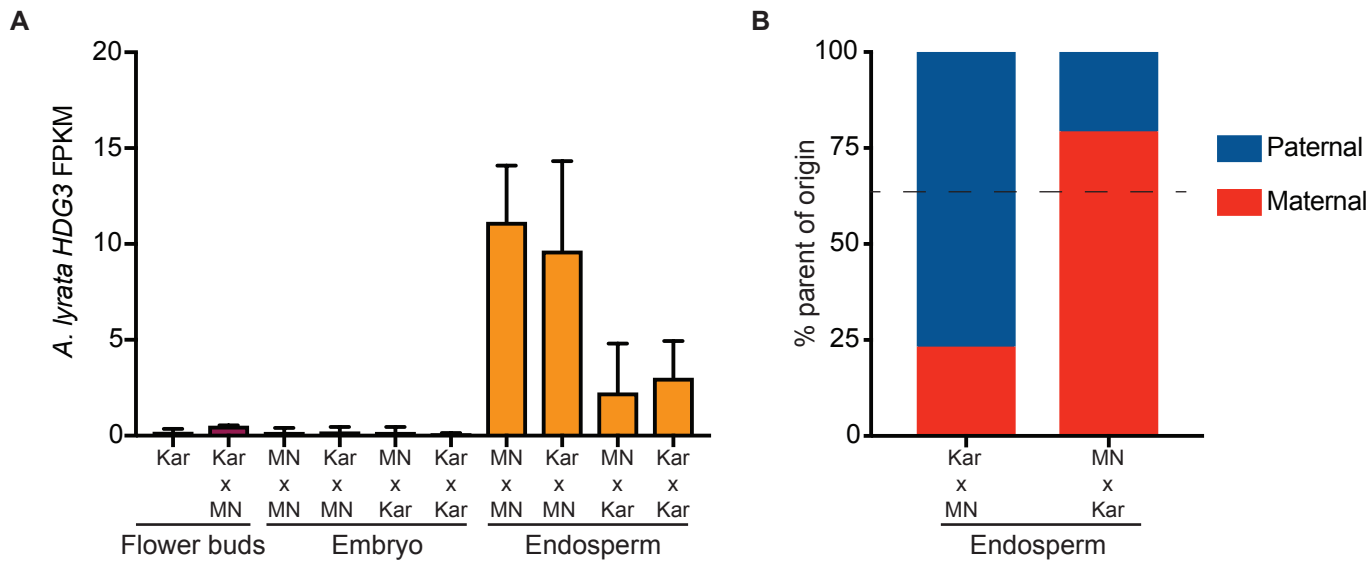 A
A. lyrata HDG3 FPKM
20
15
10
5
0
Kar Kar MN Kar MN Kar MN Kar MN Kar
x x x x x x x x x
MN MN MN Kar Kar MN MN Kar Kar
Flower buds Embryo Endosperm
B
% parent of origin
100
75
50
25
0
Kar MN
x x
MN Kar
Endosperm
Paternal
Maternal